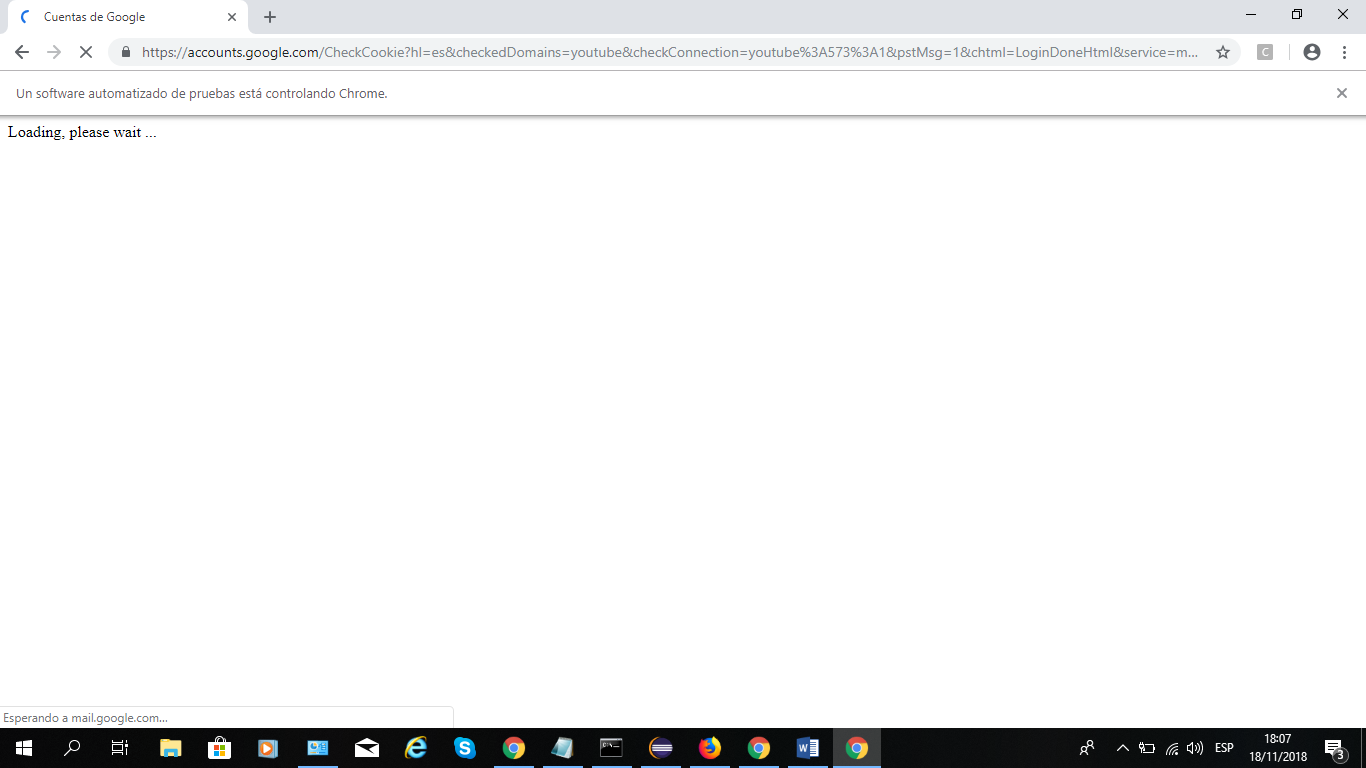 Cuentas de Google
https://accounts.google.com/CheckCookie?hl=es&checkedDomains=youtube&checkConnection=youtube%3A573%3A1&pstMsg=1&chtml=LoginDoneHtml&service=m...
C
Un software automatizado de pruebas está controlando Chrome.
Loading, please wait ...
Esperando a mail.google.com...
ESP
18:07
18/11/2018
3